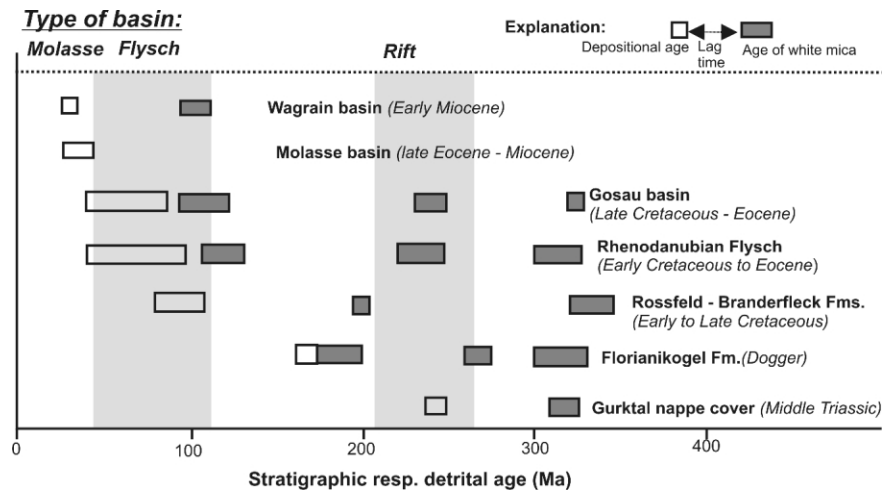 Type of basin:
Molasse Flysch
Rift
Explanation:
Depositional age
Lag
time
Age of white mica
Wagrain basin (Early Miocene)
Molasse basin (late Eocene - Miocene)
Gosau basin
(Late Cretaceous - Eocene)
Rhenodanubian Flysch
(Early Cretaceous to Eocene)
Rossfeld - Branderfleck Fms.
(Early to Late Cretaceous)
Florianikogel Fm.(Dogger)
Gurktal nappe cover (Middle Triassic)
0 100 200 300 400
Stratigraphic resp. detrital age (Ma)